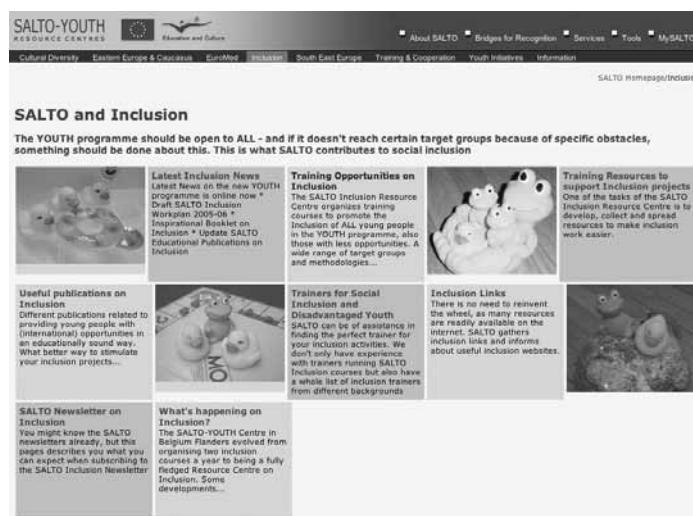 SALTO-YOUTH
RESOURCE CENTRES
Education and Culture
About SALTO Bridges for Recognition Services Tools MySALTO
Cultural Diversity Eastern Europe & Caucasus EuroMed Inclusion South East Europe Training & Cooperation Youth Initiatives Information
SALTO Homepage/Inclusion
SALTO and Inclusion
The YOUTH programme should be open to ALL - and if it doesn't reach certain target groups because of specific obstacles,
something should be done about this. This is what SALTO contributes to social inclusion
Latest Inclusion News
Latest News on the new YOUTH
programme is online now *
Draft SALTO Inclusion
Workplan 2005-06 *
Inspirational Booklet on
Inclusion * Update SALTO
Educational Publications on
Inclusion
Training Opportunities on
Inclusion
The SALTO Inclusion Resource
Centre organizes training
courses to promote the
Inclusion of ALL young people
in the YOUTH programme, also
those with less opportunities. A
wide range of target groups
and methodologies...
Training Resources to
support Inclusion projects
One of the tasks of the SALTO
Inclusion Resource Centre is to
develop, collect and spread
resources to make inclusion
work easier.
Useful publications on
Inclusion
Different publications related to
providing young people with
(international) opportunities in
an educationally sound way.
What better way to stimulate
your inclusion projects...
MO
Trainers for Social
Inclusion and
Disadvantaged Youth
SALTO can be of assistance in
finding the perfect trainer for
your inclusion activities. We
don't only have experience
with trainers running SALTO
Inclusion courses but also have
a whole list of inclusion trainers
from different backgrounds
Inclusion Links
There is no need to reinvent
the wheel, as many resources
are readily available on the
internet. SALTO gathers
inclusion links and informs
about useful inclusion websites.
SALTO Newsletter on
Inclusion
You might know the SALTO
newsletters already, but this
pages describes you what you
can expect when subscribing to
the SALTO Inclusion Newsletter
What's happening on
Inclusion?
The SALTO-YOUTH Centre in
Belgium Flanders evolved from
organising two inclusion
courses a year to being a fully
fledged Resource Centre on
Inclusion. Some
developments...